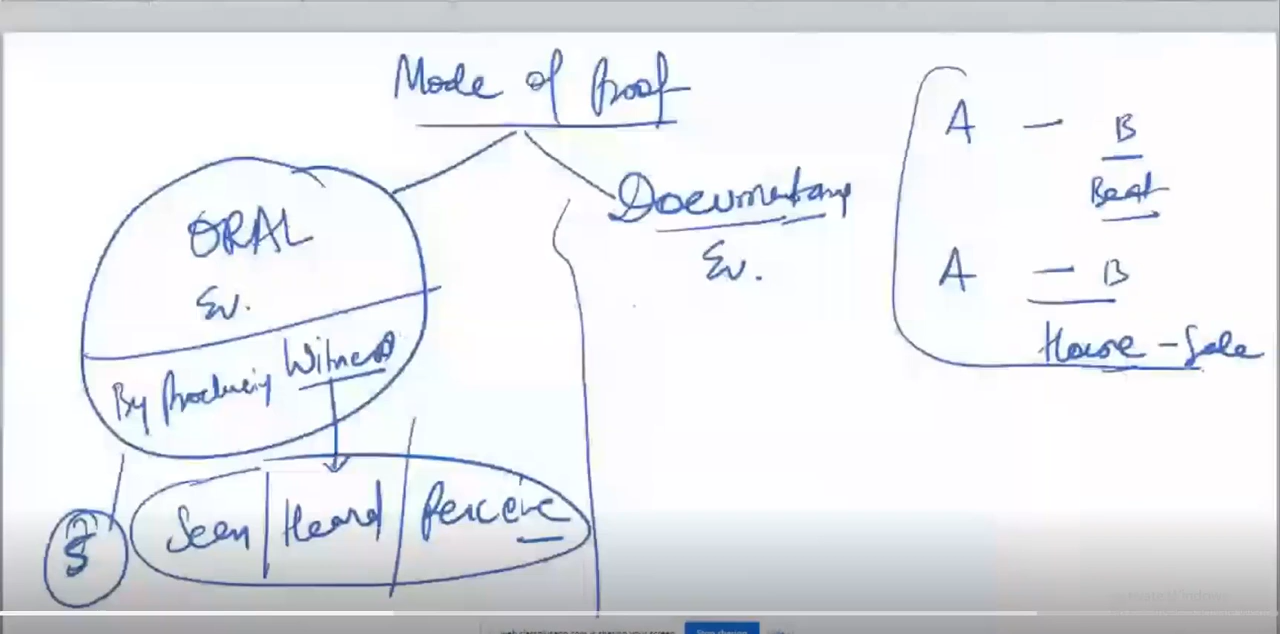 Mode of Proof
ORAL
Ev.
By Producing Witness
Seen | Heard | Perceive
Documentary
Ev.
A — B
Beat
A — B
House - Sale